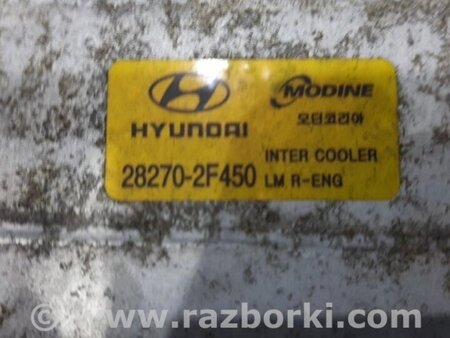 HYUNDAI
MODINE
모딘코리아
28270-2F450
INTER COOLER
LM R-ENG
© www.razborki.com